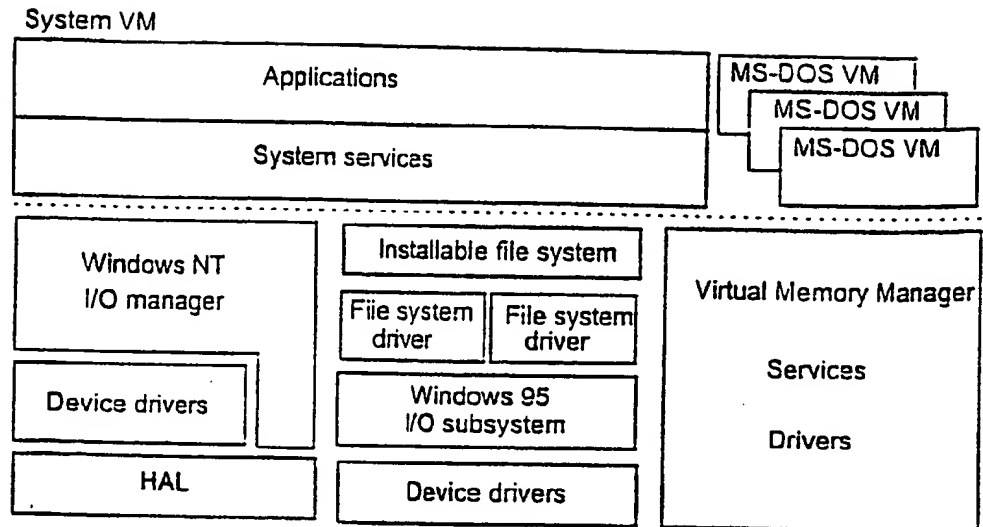 System VM
Applications
System services
MS-DOS VM
MS-DOS VM
MS-DOS VM
Windows NT
I/O manager
Device drivers
HAL
Installable file system
File system
driver
File system
driver
Windows 95
I/O subsystem
Device drivers
Virtual Memory Manager
Services
Drivers